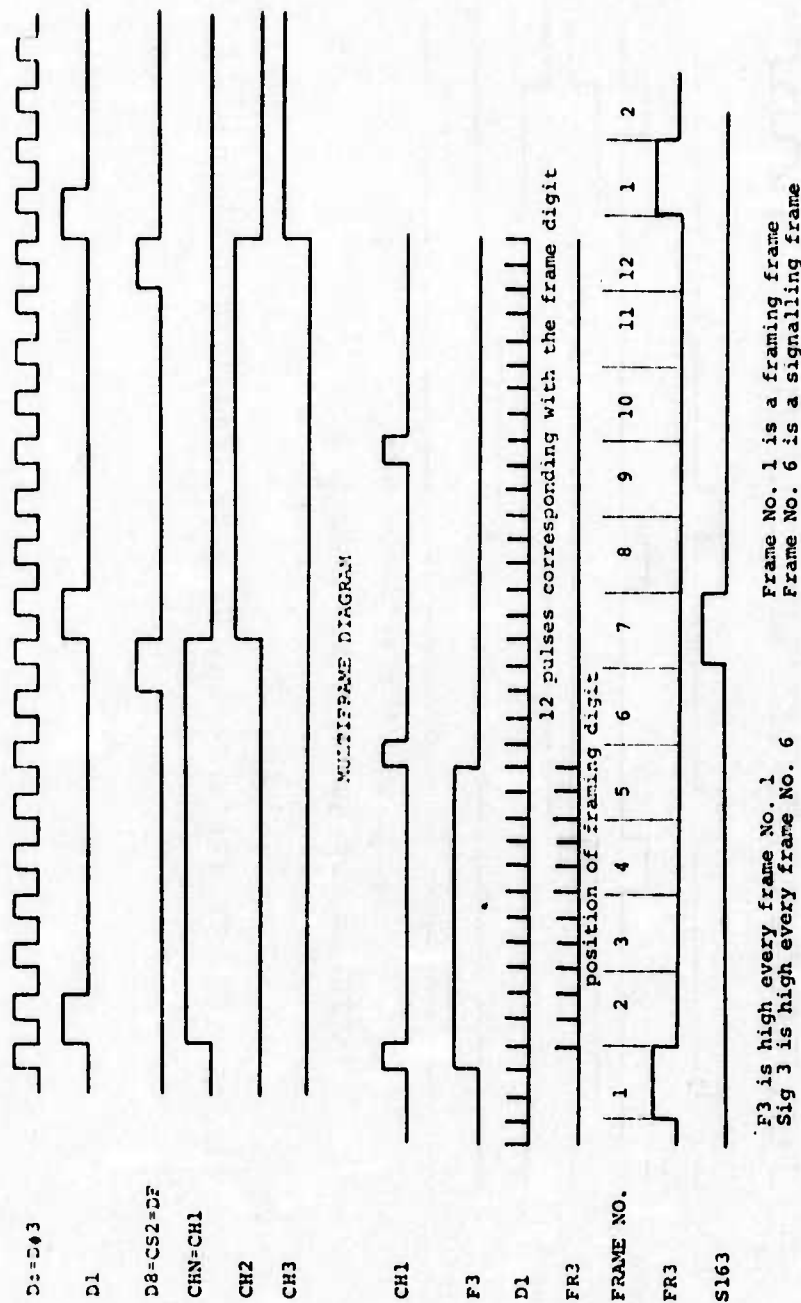 D1
D8=CS2=DF
CHN=CH1
CH2
CH3
MULTIFRAME DIAGRAM
CH1
F3
D1
12 pulses corresponding with the frame digit
FR3
position of framing digit
FRAME NO. 1 2 3 4 5 6 7 8 9 10 11 12 1 2
FR3
S163
F3 is high every frame No. 1 Frame No. 1 is a framing frame
Sig 3 is high every frame No. 6 Frame No. 6 is a signalling frame